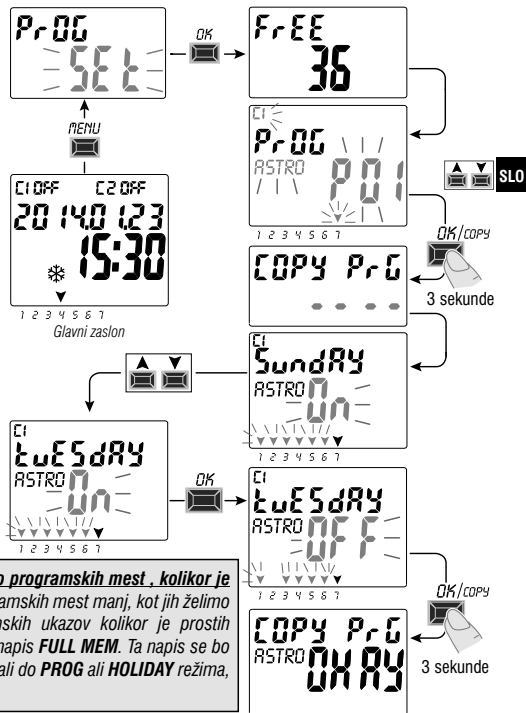 PrOG
SEt
OK
FrEE
36
MENU
C1 OFF C2 OFF
2014.01.23
15:30
1 2 3 4 5 6 7
Glavni zaslon
C1
PrOG
ASTRO P01
1 2 3 4 5 6 7
SLO
OK/COPY
3 sekunde
COPY PrG
- - - -
C1
SundAY
ASTRO On
1 2 3 4 5 6 7
C1
tuESdAY
ASTRO On
1 2 3 4 5 6 7
OK
C1
tuESdAY
ASTRO OFF
1 2 3 4 5 6 7
OK/COPY
3 sekunde
COPY PrG
ASTRO OKAY
o programskih mest , kolikor je
amskih mest manj, kot jih želimo
nskih ukazov kolikor je prostih
napis FULL MEM. Ta napis se bo
ali do PROG ali HOLIDAY režima,